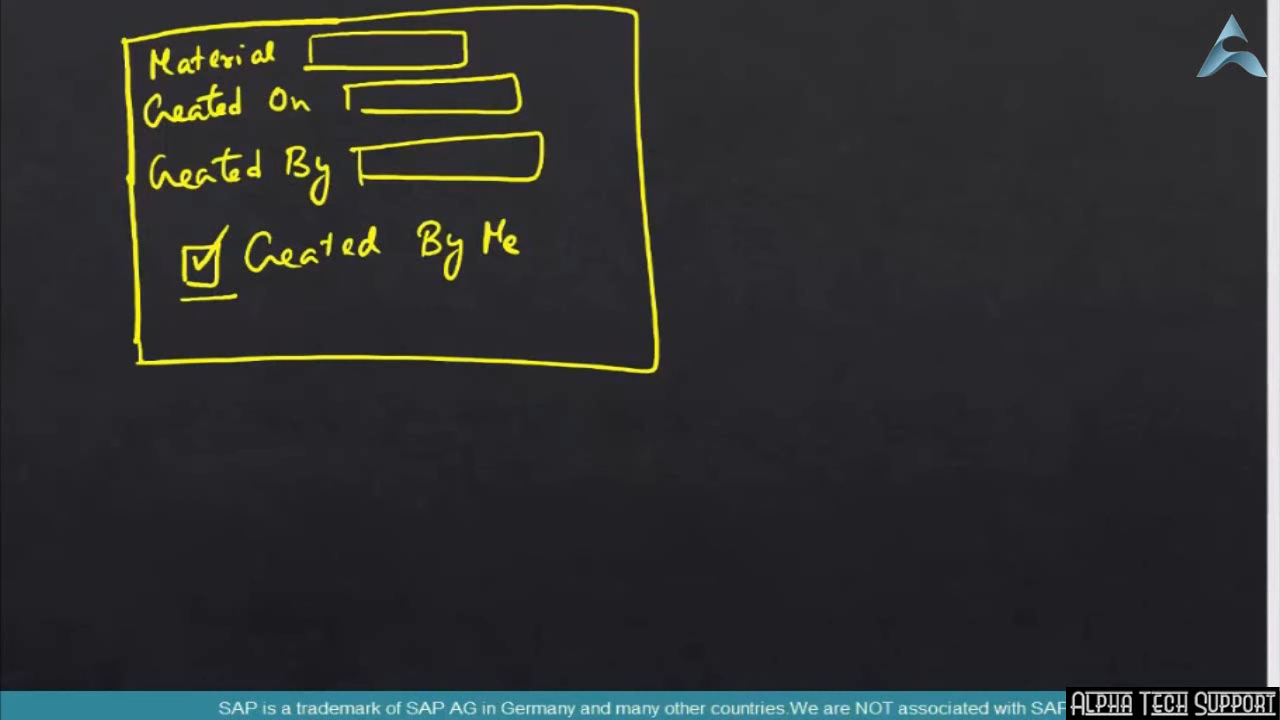 Material
Created On
Created By
Created By Me
SAP is a trademark of SAP AG in Germany and many other countries.We are NOT associated with SAP
Alpha Tech Support